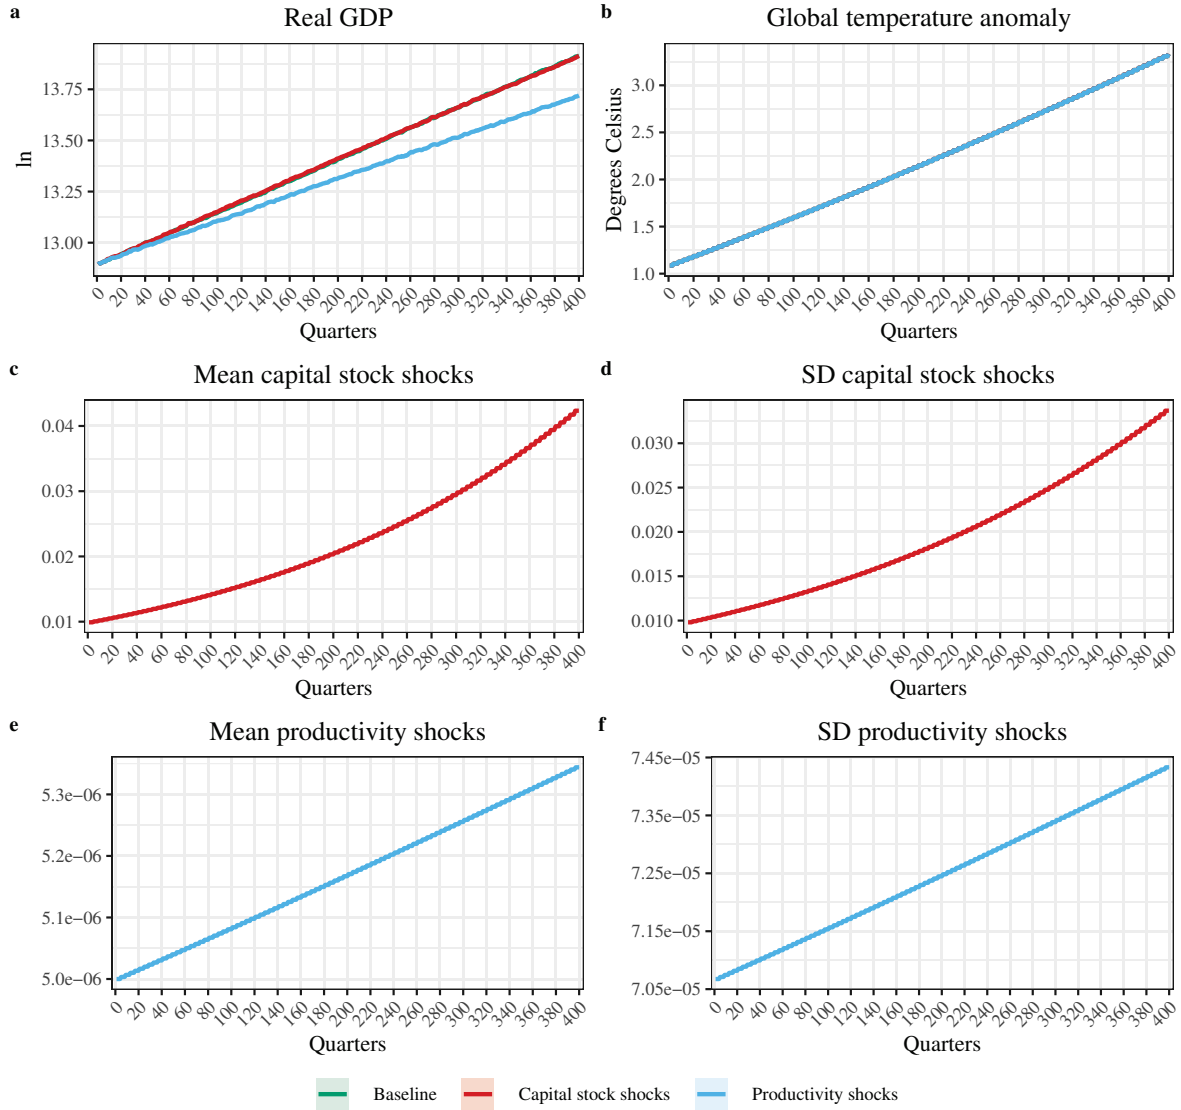 a Real GDP
ln
13.75
13.50
13.25
13.00
0 20 40 60 80 100 120 140 160 180 200 220 240 260 280 300 320 340 360 380 400
Quarters
b Global temperature anomaly
Degrees Celsius
3.0
2.5
2.0
1.5
1.0
0 20 40 60 80 100 120 140 160 180 200 220 240 260 280 300 320 340 360 380 400
Quarters
c Mean capital stock shocks
0.04
0.03
0.02
0.01
0 20 40 60 80 100 120 140 160 180 200 220 240 260 280 300 320 340 360 380 400
Quarters
d SD capital stock shocks
0.030
0.025
0.020
0.015
0.010
0 20 40 60 80 100 120 140 160 180 200 220 240 260 280 300 320 340 360 380 400
Quarters
e Mean productivity shocks
5.3e−06
5.2e−06
5.1e−06
5.0e−06
0 20 40 60 80 100 120 140 160 180 200 220 240 260 280 300 320 340 360 380 400
Quarters
f SD productivity shocks
7.45e−05
7.35e−05
7.25e−05
7.15e−05
7.05e−05
0 20 40 60 80 100 120 140 160 180 200 220 240 260 280 300 320 340 360 380 400
Quarters
Baseline Capital stock shocks Productivity shocks